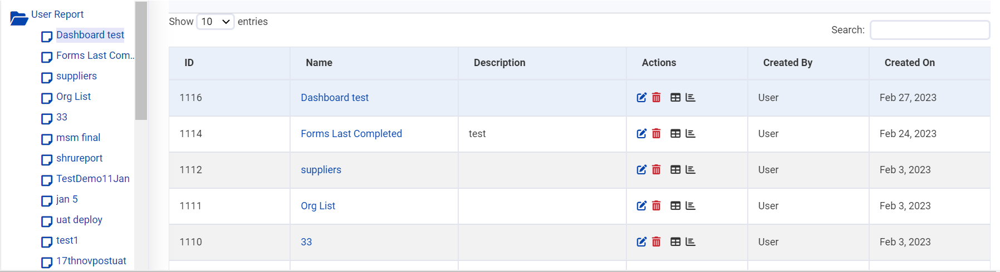 User Report
Dashboard test
Forms Last Com..
suppliers
Org List
33
msm final
shrureport
TestDemo11Jan
jan 5
uat deploy
test1
17thnovpostuat
Show 10 entries
Search:
ID Name Description Actions Created By Created On
1116 Dashboard test User Feb 27, 2023
1114 Forms Last Completed test User Feb 24, 2023
1112 suppliers User Feb 3, 2023
1111 Org List User Feb 3, 2023
1110 33 User Feb 3, 2023